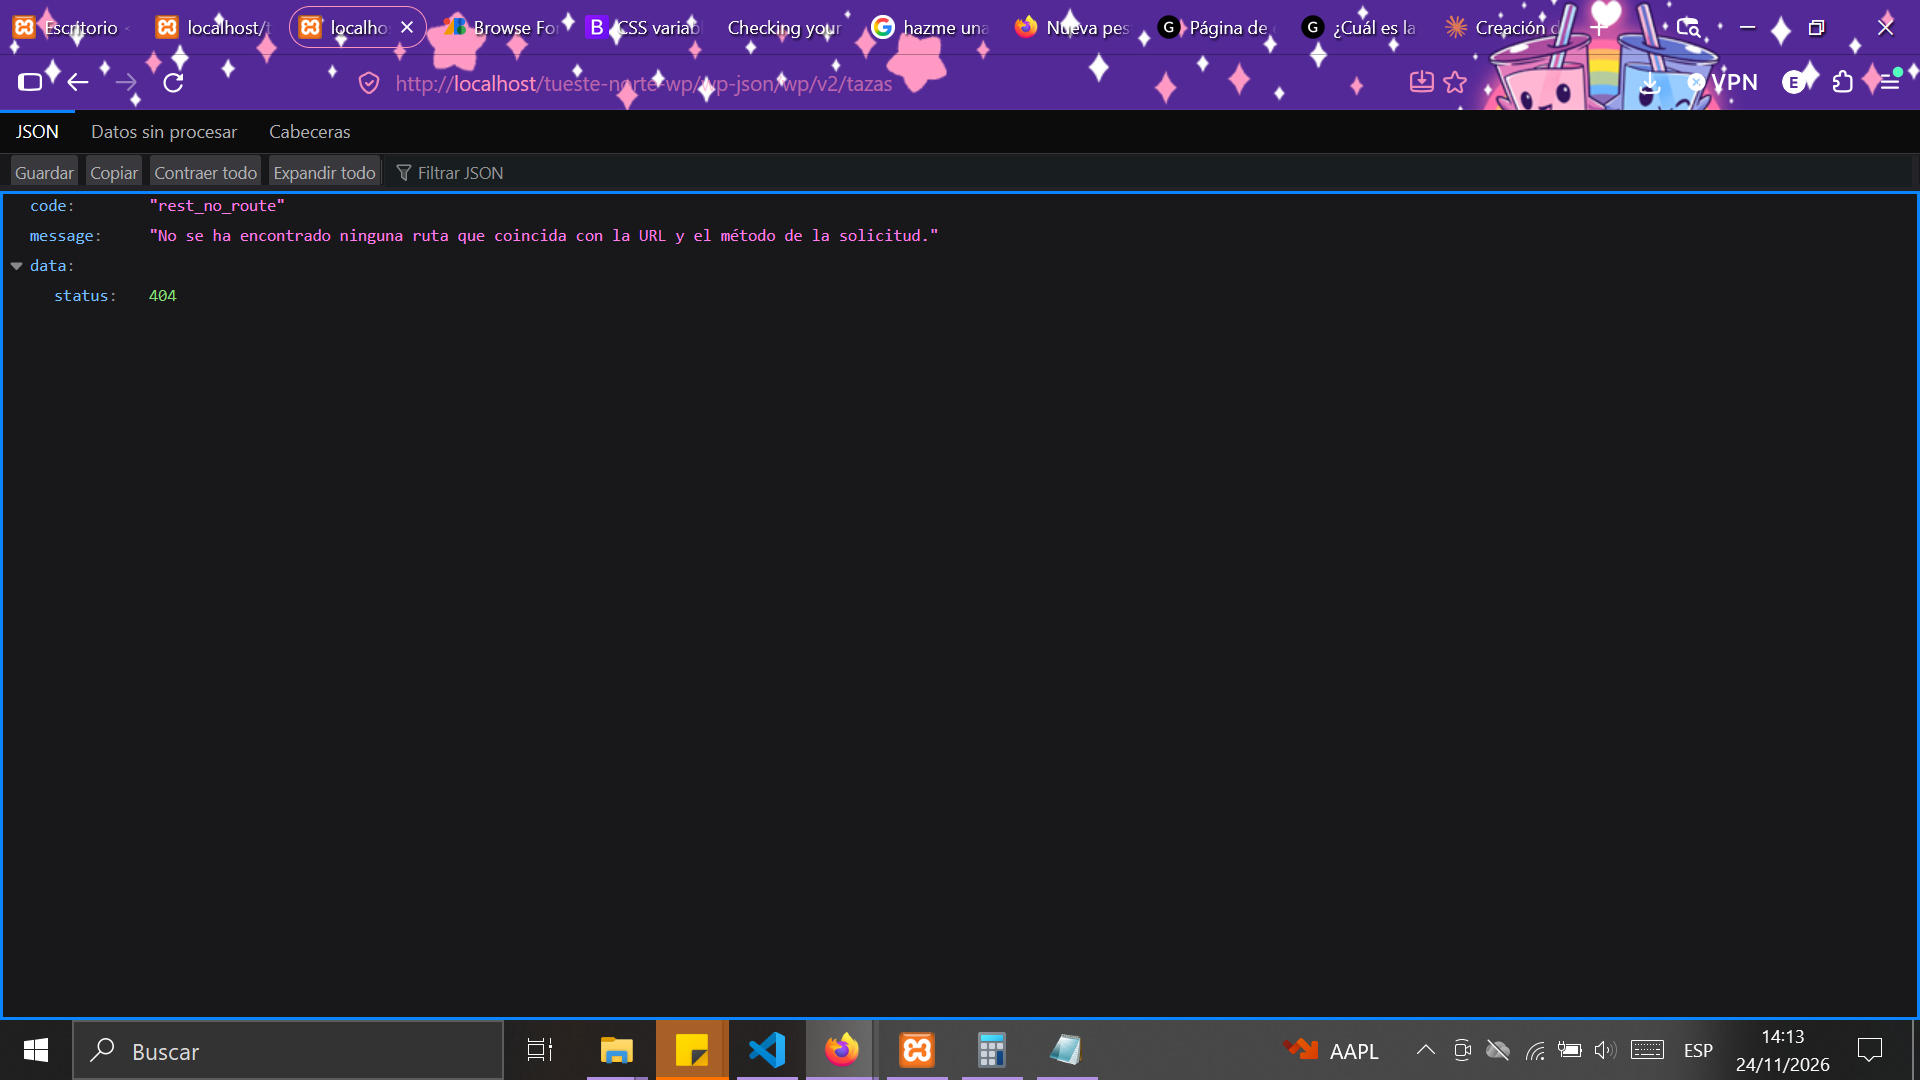 Escritorio
localhost/t
localho
Browse For
B CSS variab
Checking your
G hazme una
Nueva pes
G Página de
G ¿Cuál es la
Creación d
http://localhost/tueste-norte-wp/wp-json/wp/v2/tazas
VPN
E
JSON Datos sin procesar Cabeceras
Guardar Copiar Contraer todo Expandir todo Filtrar JSON
code: "rest_no_route"
message: "No se ha encontrado ninguna ruta que coincida con la URL y el método de la solicitud."
data:
status: 404
Buscar
AAPL
ESP
14:13
24/11/2026